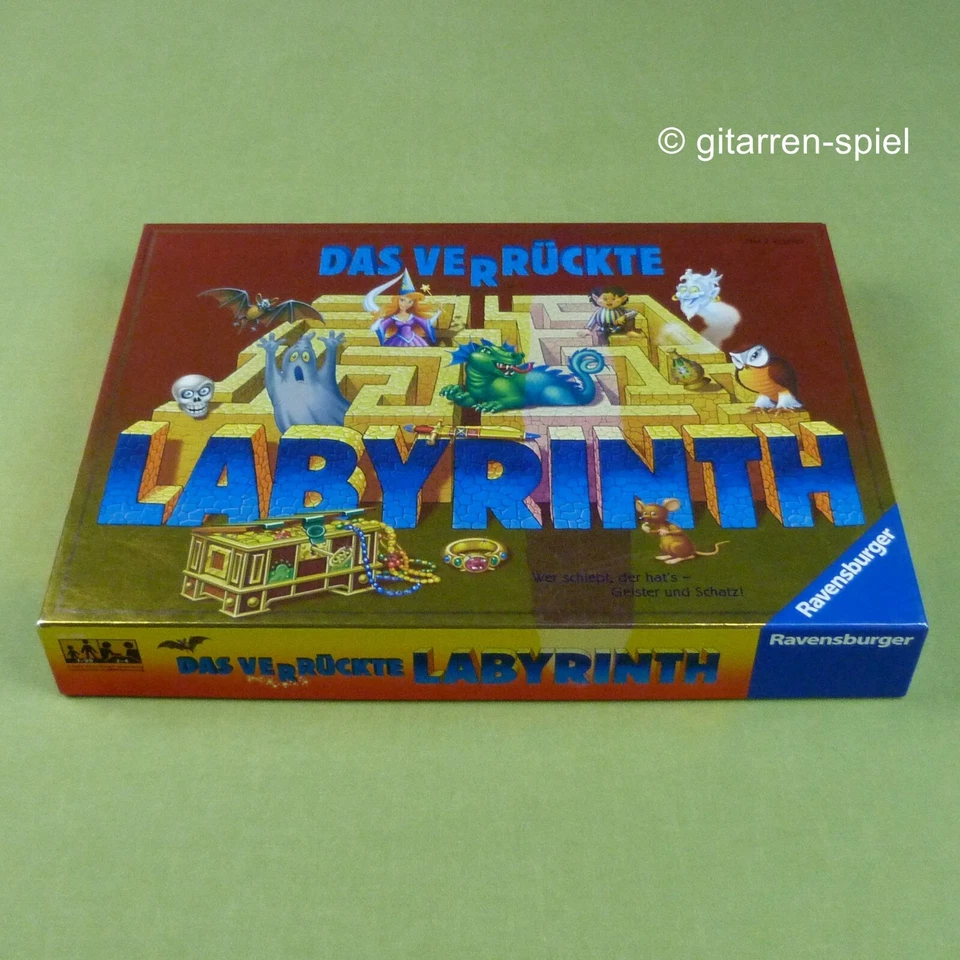 © gitarren-spiel
DAS VERRÜCKTE
LABYRINTH
Wer schiebt, der hat's –
Geister und Schatz!
Ravensburger
DAS VERRÜCKTE LABYRINTH
Ravensburger